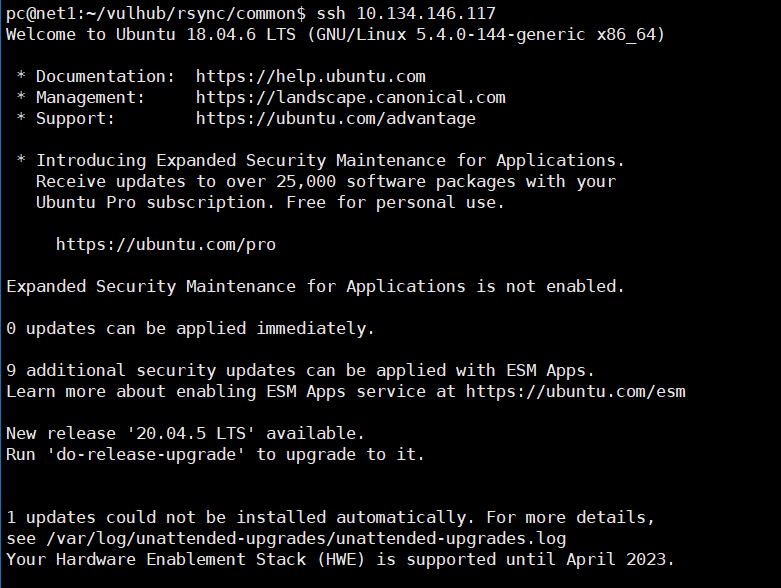 pc@net1:~/vulhub/rsync/common$ ssh 10.134.146.117
Welcome to Ubuntu 18.04.6 LTS (GNU/Linux 5.4.0-144-generic x86_64)
* Documentation:  https://help.ubuntu.com
* Management:     https://landscape.canonical.com
* Support:        https://ubuntu.com/advantage
* Introducing Expanded Security Maintenance for Applications.
Receive updates to over 25,000 software packages with your
Ubuntu Pro subscription. Free for personal use.
https://ubuntu.com/pro
Expanded Security Maintenance for Applications is not enabled.
0 updates can be applied immediately.
9 additional security updates can be applied with ESM Apps.
Learn more about enabling ESM Apps service at https://ubuntu.com/esm
New release '20.04.5 LTS' available.
Run 'do-release-upgrade' to upgrade to it.
1 updates could not be installed automatically. For more details,
see /var/log/unattended-upgrades/unattended-upgrades.log
Your Hardware Enablement Stack (HWE) is supported until April 2023.